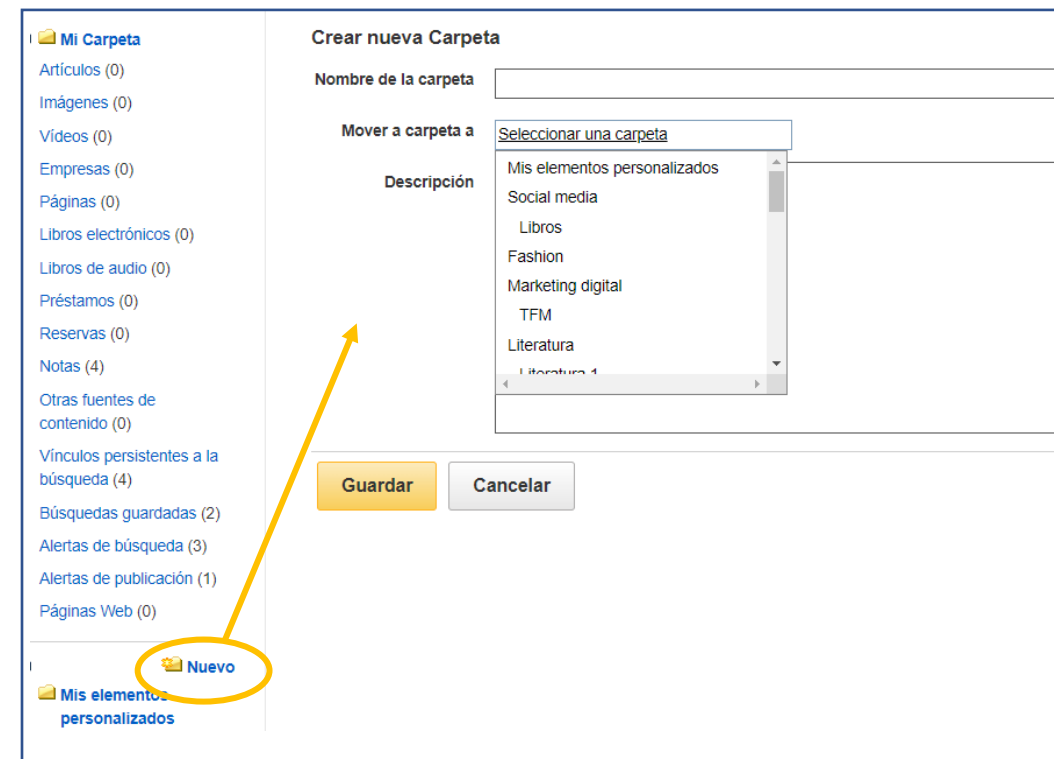 Mi Carpeta
Artículos (0)
Imágenes (0)
Vídeos (0)
Empresas (0)
Páginas (0)
Libros electrónicos (0)
Libros de audio (0)
Préstamos (0)
Reservas (0)
Notas (4)
Otras fuentes de
contenido (0)
Vínculos persistentes a la
búsqueda (4)
Búsquedas guardadas (2)
Alertas de búsqueda (3)
Alertas de publicación (1)
Páginas Web (0)
Nuevo
Mis elementos
personalizados
Crear nueva Carpeta
Nombre de la carpeta
Mover a carpeta a
Seleccionar una carpeta
Descripción
Mis elementos personalizados
Social media
Libros
Fashion
Marketing digital
TFM
Literatura
Literatura 1
Guardar
Cancelar